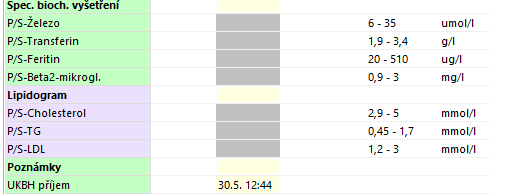 Spec. bioch. vyšetření
P/S-Železo 6 - 35 umol/l
P/S-Transferin 1,9 - 3,4 g/l
P/S-Feritin 20 - 510 ug/l
P/S-Beta2-mikrogl. 0,9 - 3 mg/l
Lipidogram
P/S-Cholesterol 2,9 - 5 mmol/l
P/S-TG 0,45 - 1,7 mmol/l
P/S-LDL 1,2 - 3 mmol/l
Poznámky
UKBH příjem 30.5. 12:44